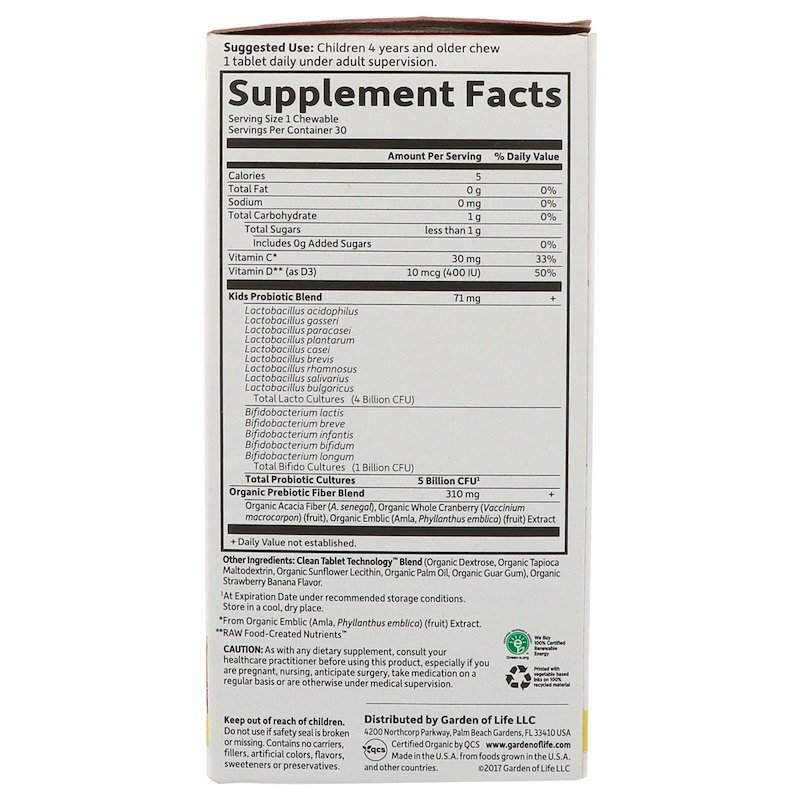 Suggested Use: Children 4 years and older chew
1 tablet daily under adult supervision.
Supplement Facts
Serving Size 1 Chewable
Servings Per Container 30
Amount Per Serving % Daily Value
Calories 5
Total Fat 0 g 0%
Sodium 0 mg 0%
Total Carbohydrate 1 g 0%
Total Sugars less than 1 g
Includes 0g Added Sugars 0%
Vitamin C* 30 mg 33%
Vitamin D** (as D3) 10 mcg (400 IU) 50%
Kids Probiotic Blend 71 mg +
Lactobacillus acidophilus
Lactobacillus gasseri
Lactobacillus paracasei
Lactobacillus plantarum
Lactobacillus casei
Lactobacillus brevis
Lactobacillus rhamnosus
Lactobacillus salivarius
Lactobacillus bulgaricus
Total Lacto Cultures (4 Billion CFU)
Bifidobacterium lactis
Bifidobacterium breve
Bifidobacterium infantis
Bifidobacterium bifidum
Bifidobacterium longum
Total Bifido Cultures (1 Billion CFU)
Total Probiotic Cultures 5 Billion CFU¹
Organic Prebiotic Fiber Blend 310 mg +
Organic Acacia Fiber (A. senegal), Organic Whole Cranberry (Vaccinium
macrocarpon) (fruit), Organic Emblic (Amla, Phyllanthus emblica) (fruit) Extract
+ Daily Value not established.
Other Ingredients: Clean Tablet Technology™ Blend (Organic Dextrose, Organic Tapioca
Maltodextrin, Organic Sunflower Lecithin, Organic Palm Oil, Organic Guar Gum), Organic
Strawberry Banana Flavor.
¹At Expiration Date under recommended storage conditions.
Store in a cool, dry place.
*From Organic Emblic (Amla, Phyllanthus emblica) (fruit) Extract.
**RAW Food-Created Nutrients™
CAUTION: As with any dietary supplement, consult your
healthcare practitioner before using this product, especially if you
are pregnant, nursing, anticipate surgery, take medication on a
regular basis or are otherwise under medical supervision.
We Buy
100% Certified
Renewable
Energy
Green-e.org
Printed with
vegetable based
inks on 100%
recycled material
Keep out of reach of children.
Do not use if safety seal is broken
or missing. Contains no carriers,
fillers, artificial colors, flavors,
sweeteners or preservatives.
Distributed by Garden of Life LLC
4200 Northcorp Parkway, Palm Beach Gardens, FL 33410 USA
qcs Certified Organic by QCS www.gardenoflife.com
Made in the U.S.A. from foods grown in the U.S.A.
and other countries. ©2017 Garden of Life LLC